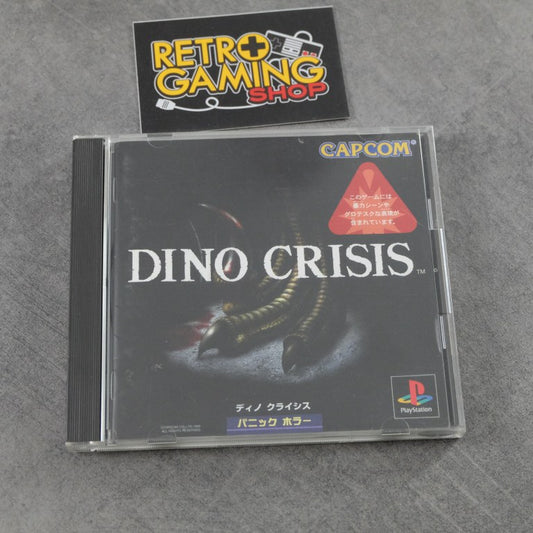 RETRO
GAMING
SHOP
CAPCOM
このゲームには
暴力シーンや
グロテスクな表現が
含まれています。
DINO CRISIS™
ディノ クライシス
パニック ホラー
PlayStation